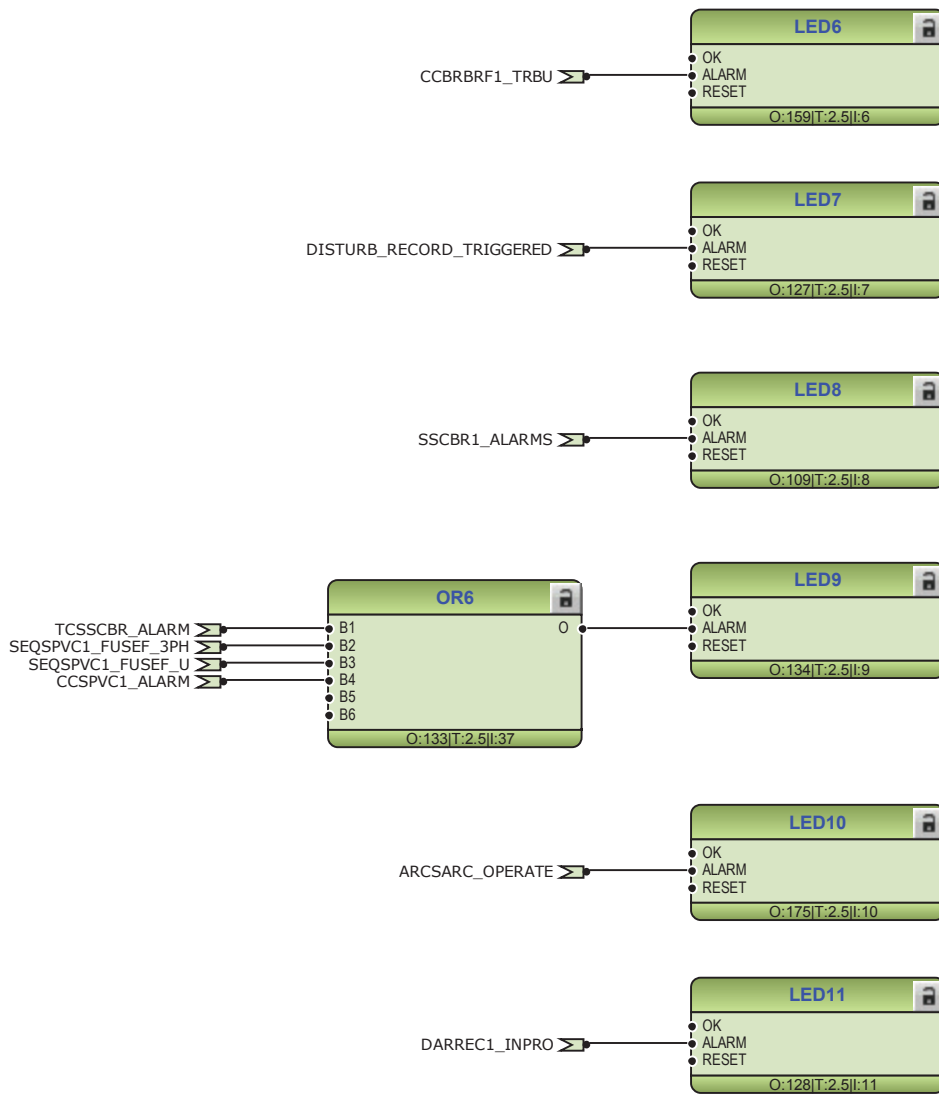 LED6
OK
CCBRBRF1_TRBU
ALARM
RESET
O:159|T:2.5|I:6
LED7
OK
DISTURB_RECORD_TRIGGERED
ALARM
RESET
O:127|T:2.5|I:7
LED8
OK
SSCBR1_ALARMS
ALARM
RESET
O:109|T:2.5|I:8
LED9
OK
ALARM
RESET
O:134|T:2.5|I:9
OR6
TCSSCBR_ALARM
B1
O
SEQSPVC1_FUSEF_3PH
B2
SEQSPVC1_FUSEF_U
B3
CCSPVC1_ALARM
B4
B5
B6
O:133|T:2.5|I:37
LED10
OK
ARCSARC_OPERATE
ALARM
RESET
O:175|T:2.5|I:10
LED11
OK
DARREC1_INPRO
ALARM
RESET
O:128|T:2.5|I:11